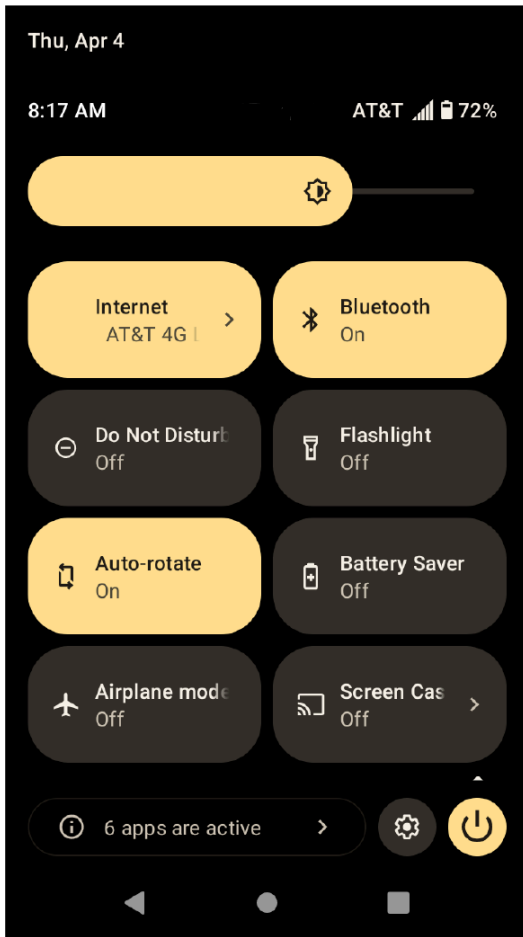 Thu, Apr 4
8:17 AM AT&T 72%
Internet
AT&T 4G
Bluetooth
On
Do Not Disturb
Off
Flashlight
Off
Auto-rotate
On
Battery Saver
Off
Airplane mode
Off
Screen Cas
Off
6 apps are active